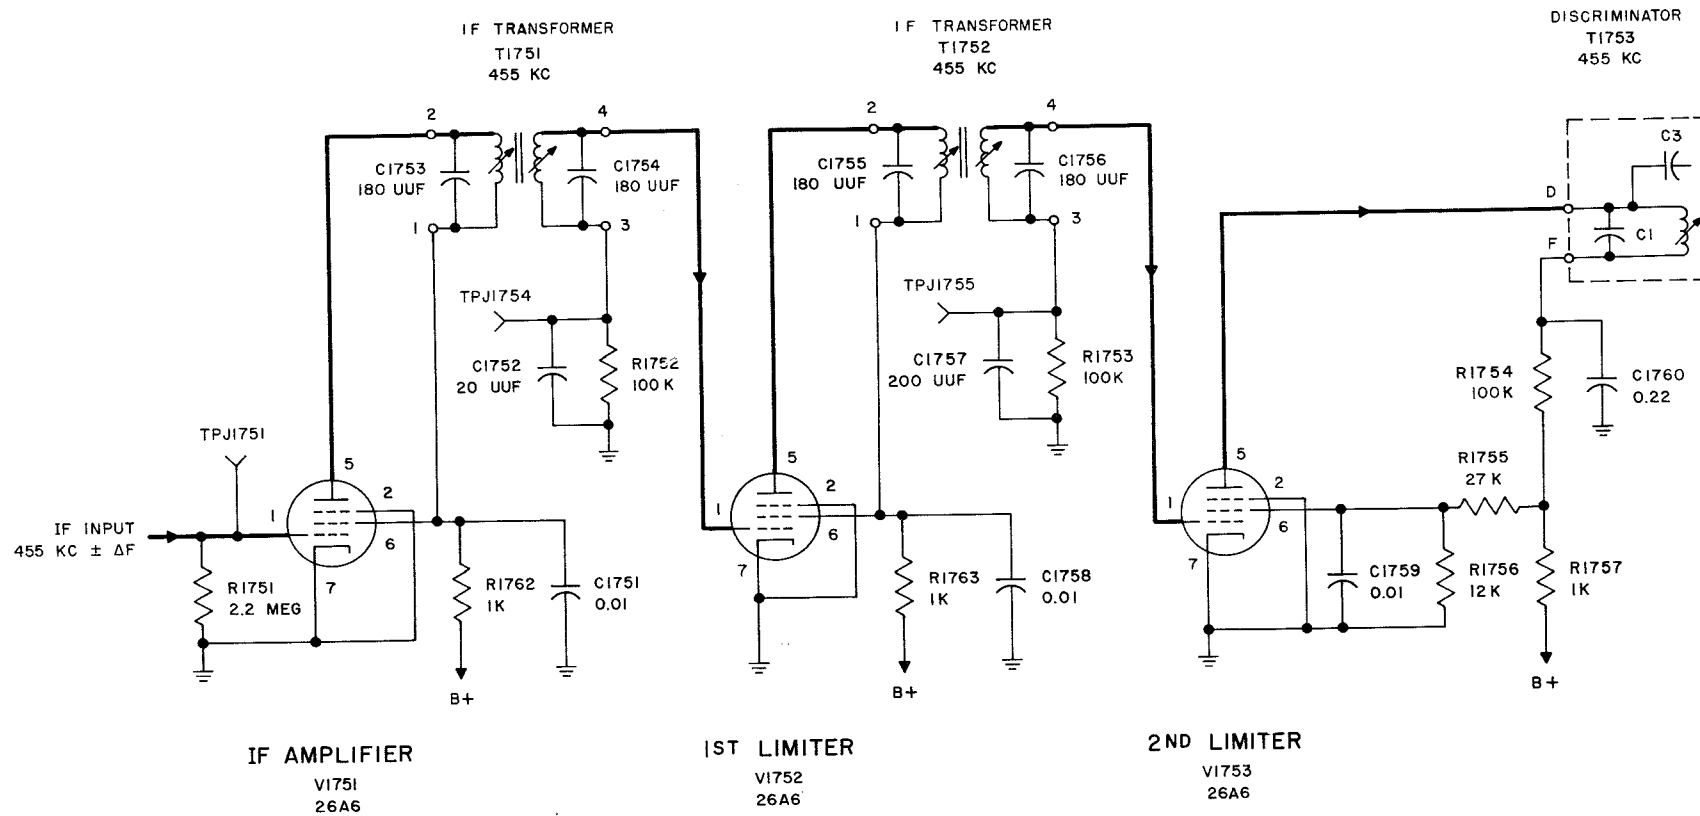 IF TRANSFORMER
T1751
455 KC
IF TRANSFORMER
T1752
455 KC
DISCRIMINATOR
T1753
455 KC
2
4
C1753
180 UUF
C1754
180 UUF
1
3
TPJ1754
C1752
20 UUF
R1752
100K
2
4
C1755
180 UUF
C1756
180 UUF
1
3
TPJ1755
C1757
200 UUF
R1753
100K
C3
D
C1
F
R1754
100K
C1760
0.22
TPJ1751
IF INPUT
455 KC ± ΔF
1
5
2
6
7
R1751
2.2 MEG
R1762
1K
C1751
0.01
B+
1
5
2
6
7
R1763
1K
C1758
0.01
B+
1
5
2
6
7
R1755
27 K
C1759
0.01
R1756
12K
R1757
1K
B+
IF AMPLIFIER
V1751
26A6
1ST LIMITER
V1752
26A6
2ND LIMITER
V1753
26A6